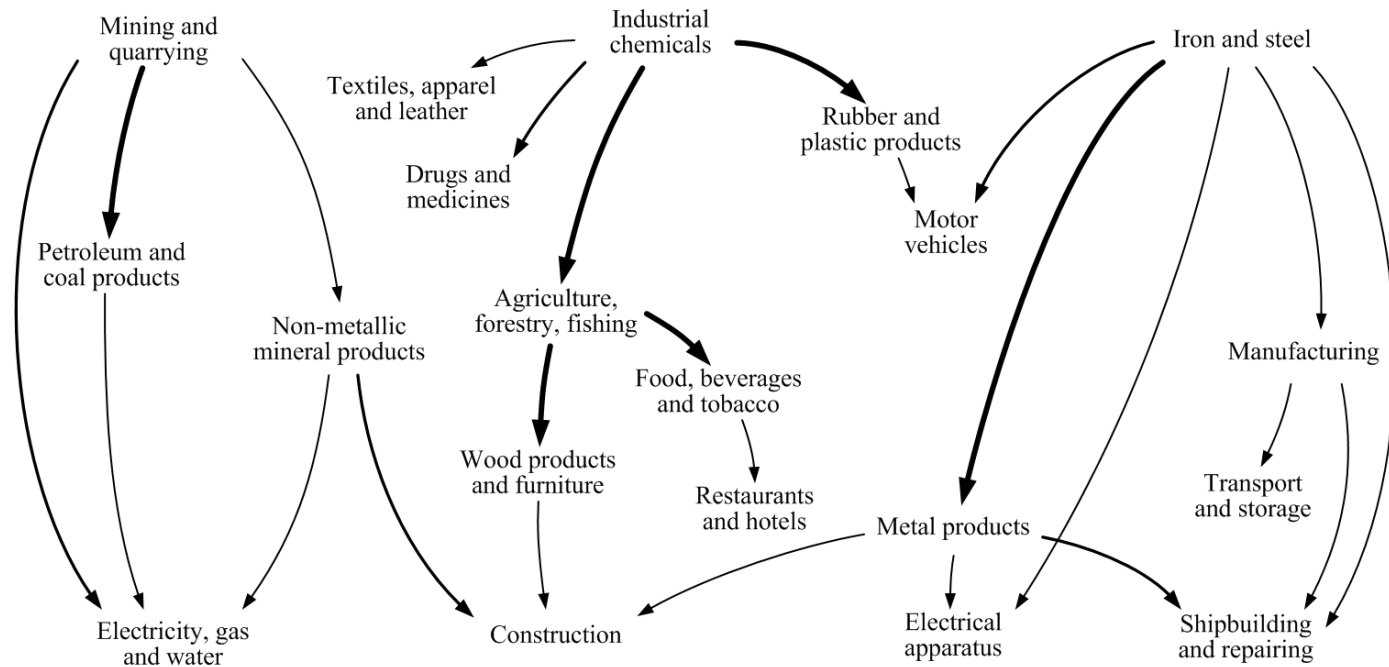 Mining and
quarrying
Industrial
chemicals
Iron and steel
Textiles, apparel
and leather
Rubber and
plastic products
Drugs and
medicines
Motor
vehicles
Petroleum and
coal products
Agriculture,
forestry, fishing
Non-metallic
mineral products
Manufacturing
Food, beverages
and tobacco
Wood products
and furniture
Restaurants
and hotels
Transport
and storage
Metal products
Electricity, gas
and water
Construction
Electrical
apparatus
Shipbuilding
and repairing